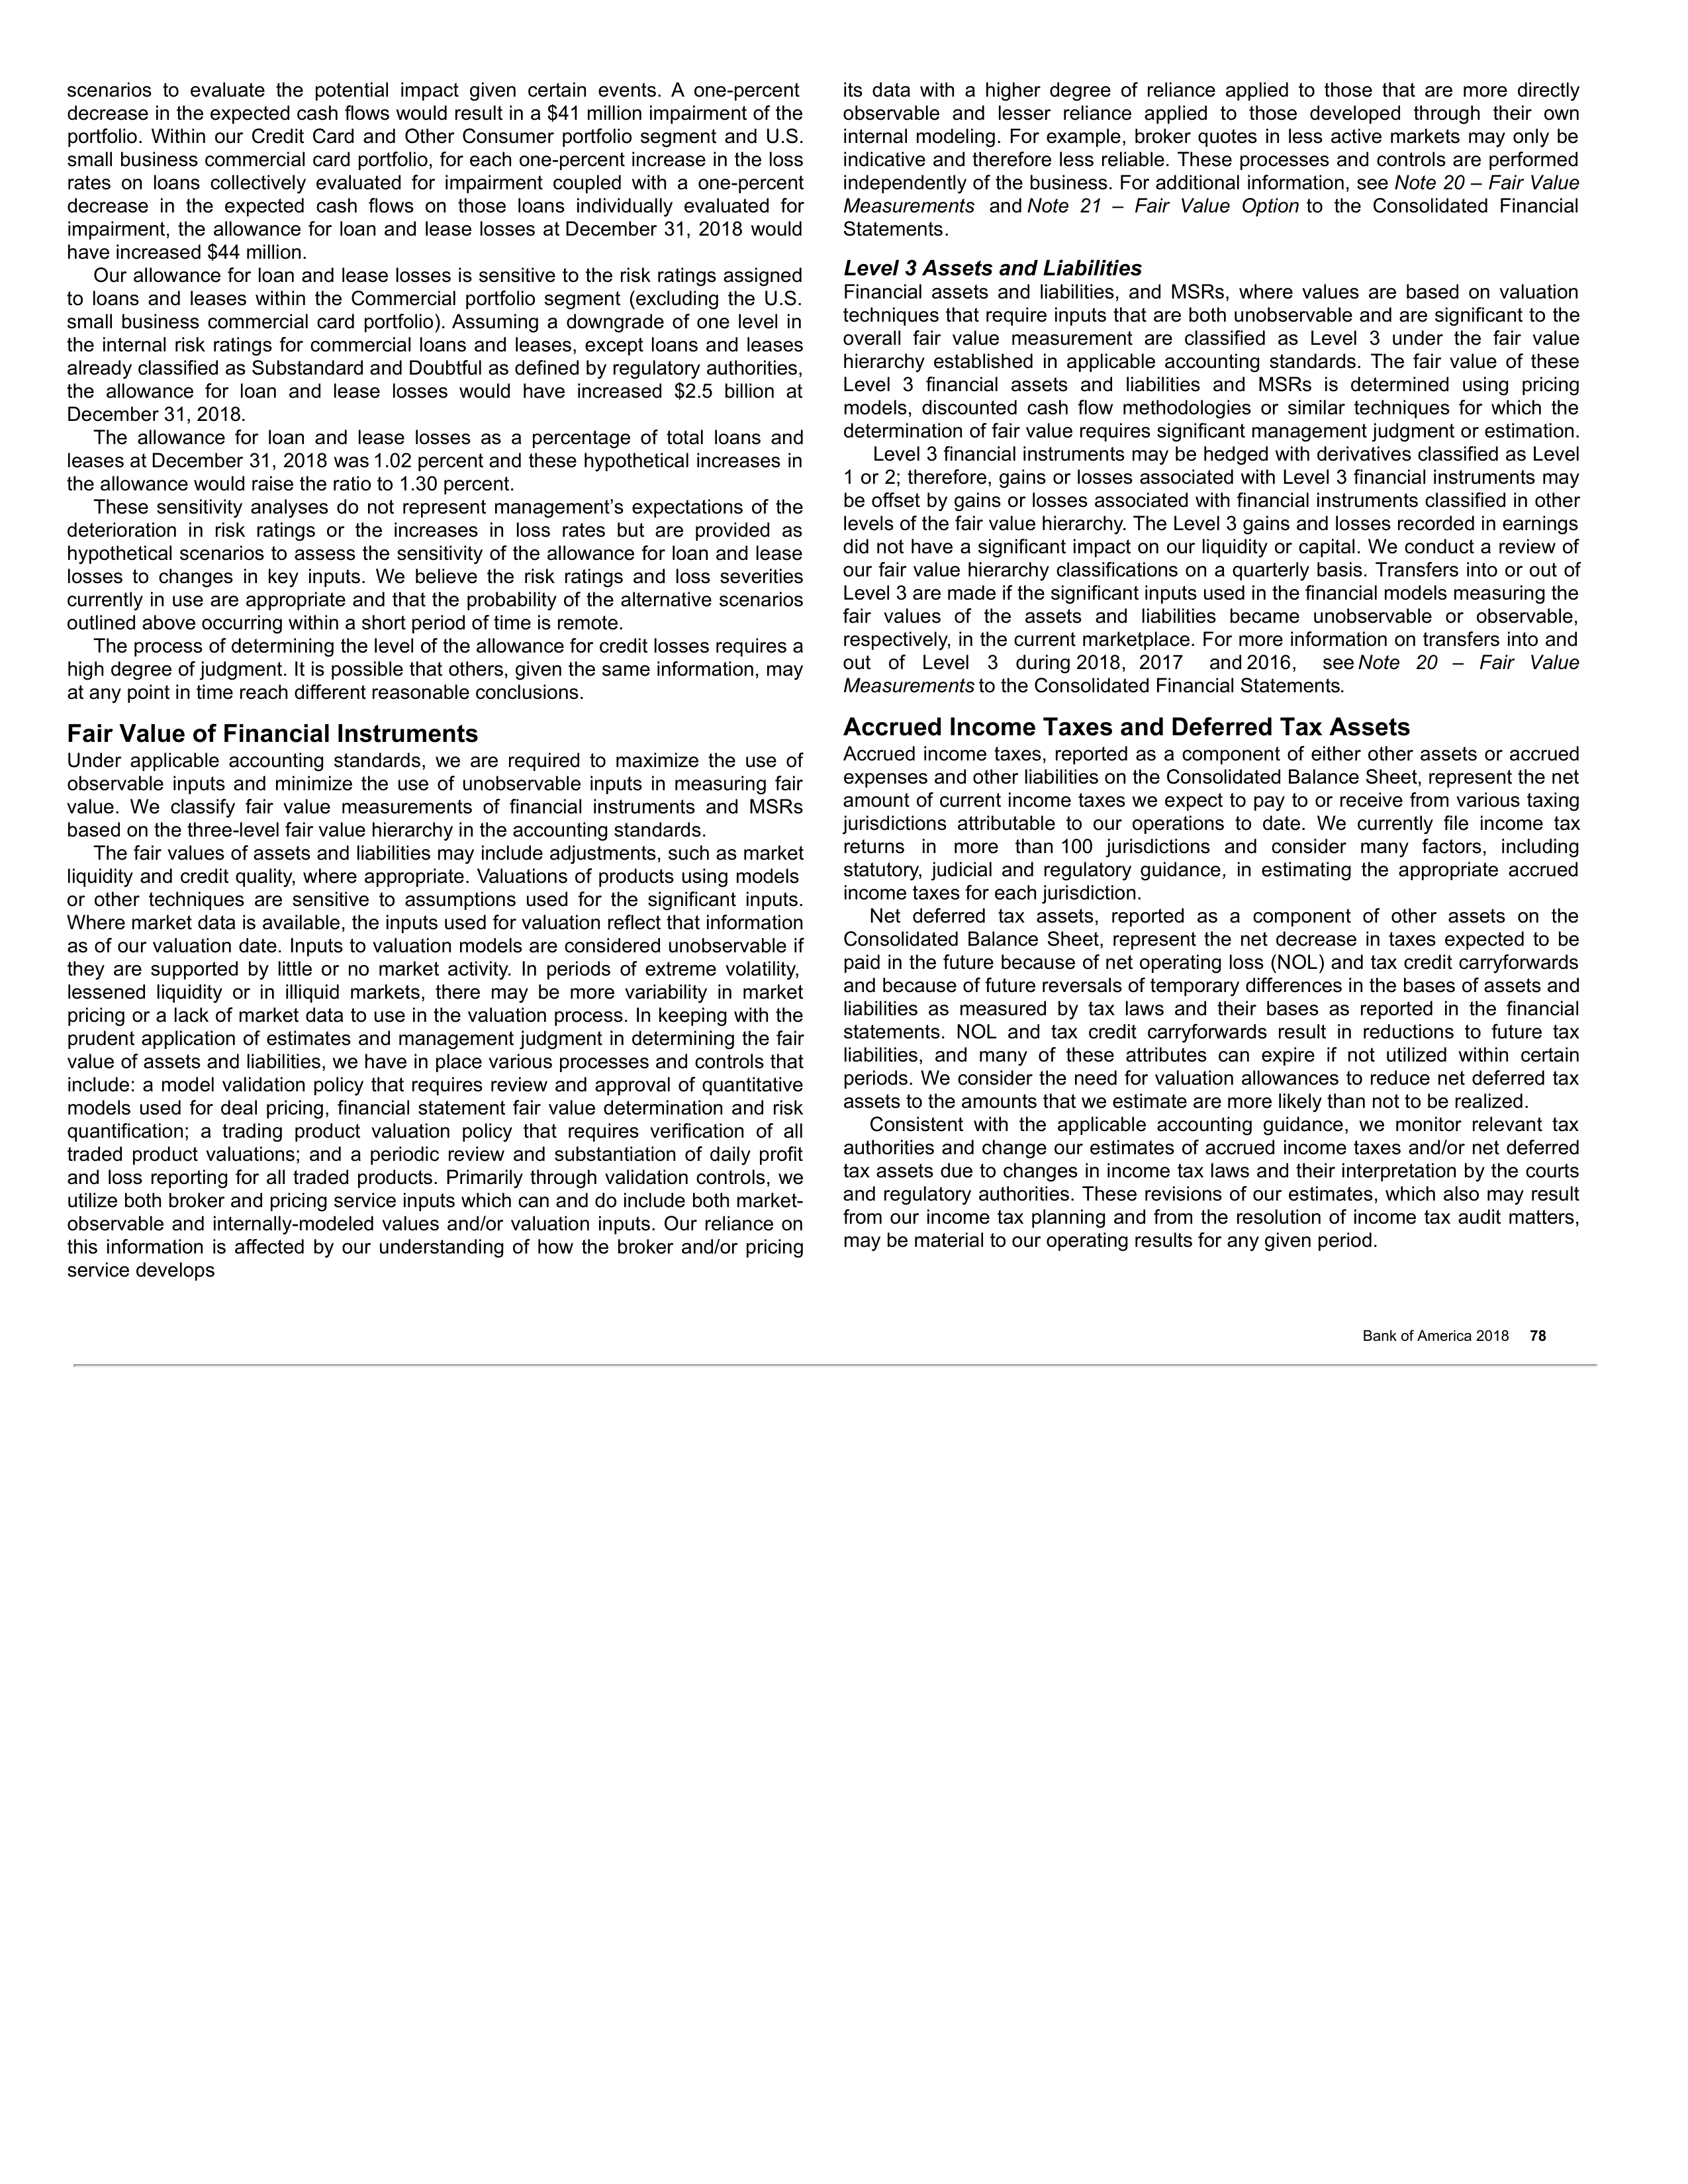 scenarios to evaluate the potential impact given certain events. A one-percent
decrease in the expected cash flows would result in a $41 million impairment of the
portfolio. Within our Credit Card and Other Consumer portfolio segment and U.S.
small business commercial card portfolio, for each one-percent increase in the loss
rates on loans collectively evaluated for impairment coupled with a one-percent
decrease in the expected cash flows on those loans individually evaluated for
impairment, the allowance for loan and lease losses at December 31, 2018 would
have increased $44 million.
Our allowance for loan and lease losses is sensitive to the risk ratings assigned
to loans and leases within the Commercial portfolio segment (excluding the U.S.
small business commercial card portfolio). Assuming a downgrade of one level in
the internal risk ratings for commercial loans and leases, except loans and leases
already classified as Substandard and Doubtful as defined by regulatory authorities,
the allowance for loan and lease losses would have increased $2.5 billion at
December 31, 2018.
The allowance for loan and lease losses as a percentage of total loans and
leases at December 31, 2018 was 1.02 percent and these hypothetical increases in
the allowance would raise the ratio to 1.30 percent.
These sensitivity analyses do not represent management’s expectations of the
deterioration in risk ratings or the increases in loss rates but are provided as
hypothetical scenarios to assess the sensitivity of the allowance for loan and lease
losses to changes in key inputs. We believe the risk ratings and loss severities
currently in use are appropriate and that the probability of the alternative scenarios
outlined above occurring within a short period of time is remote.
The process of determining the level of the allowance for credit losses requires a
high degree of judgment. It is possible that others, given the same information, may
at any point in time reach different reasonable conclusions.
Fair Value of Financial Instruments
Under applicable accounting standards, we are required to maximize the use of
observable inputs and minimize the use of unobservable inputs in measuring fair
value. We classify fair value measurements of financial instruments and MSRs
based on the three-level fair value hierarchy in the accounting standards.
The fair values of assets and liabilities may include adjustments, such as market
liquidity and credit quality, where appropriate. Valuations of products using models
or other techniques are sensitive to assumptions used for the significant inputs.
Where market data is available, the inputs used for valuation reflect that information
as of our valuation date. Inputs to valuation models are considered unobservable if
they are supported by little or no market activity. In periods of extreme volatility,
lessened liquidity or in illiquid markets, there may be more variability in market
pricing or a lack of market data to use in the valuation process. In keeping with the
prudent application of estimates and management judgment in determining the fair
value of assets and liabilities, we have in place various processes and controls that
include: a model validation policy that requires review and approval of quantitative
models used for deal pricing, financial statement fair value determination and risk
quantification; a trading product valuation policy that requires verification of all
traded product valuations; and a periodic review and substantiation of daily profit
and loss reporting for all traded products. Primarily through validation controls, we
utilize both broker and pricing service inputs which can and do include both market-
observable and internally-modeled values and/or valuation inputs. Our reliance on
this information is affected by our understanding of how the broker and/or pricing
service develops
its data with a higher degree of reliance applied to those that are more directly
observable and lesser reliance applied to those developed through their own
internal modeling. For example, broker quotes in less active markets may only be
indicative and therefore less reliable. These processes and controls are performed
independently of the business. For additional information, see Note 20 – Fair Value
Measurements and Note 21 – Fair Value Option to the Consolidated Financial
Statements.
Level 3 Assets and Liabilities
Financial assets and liabilities, and MSRs, where values are based on valuation
techniques that require inputs that are both unobservable and are significant to the
overall fair value measurement are classified as Level 3 under the fair value
hierarchy established in applicable accounting standards. The fair value of these
Level 3 financial assets and liabilities and MSRs is determined using pricing
models, discounted cash flow methodologies or similar techniques for which the
determination of fair value requires significant management judgment or estimation.
Level 3 financial instruments may be hedged with derivatives classified as Level
1 or 2; therefore, gains or losses associated with Level 3 financial instruments may
be offset by gains or losses associated with financial instruments classified in other
levels of the fair value hierarchy. The Level 3 gains and losses recorded in earnings
did not have a significant impact on our liquidity or capital. We conduct a review of
our fair value hierarchy classifications on a quarterly basis. Transfers into or out of
Level 3 are made if the significant inputs used in the financial models measuring the
fair values of the assets and liabilities became unobservable or observable,
respectively, in the current marketplace. For more information on transfers into and
out of Level 3 during 2018, 2017 and 2016, see Note 20 – Fair Value
Measurements to the Consolidated Financial Statements.
Accrued Income Taxes and Deferred Tax Assets
Accrued income taxes, reported as a component of either other assets or accrued
expenses and other liabilities on the Consolidated Balance Sheet, represent the net
amount of current income taxes we expect to pay to or receive from various taxing
jurisdictions attributable to our operations to date. We currently file income tax
returns in more than 100 jurisdictions and consider many factors, including
statutory, judicial and regulatory guidance, in estimating the appropriate accrued
income taxes for each jurisdiction.
Net deferred tax assets, reported as a component of other assets on the
Consolidated Balance Sheet, represent the net decrease in taxes expected to be
paid in the future because of net operating loss (NOL) and tax credit carryforwards
and because of future reversals of temporary differences in the bases of assets and
liabilities as measured by tax laws and their bases as reported in the financial
statements. NOL and tax credit carryforwards result in reductions to future tax
liabilities, and many of these attributes can expire if not utilized within certain
periods. We consider the need for valuation allowances to reduce net deferred tax
assets to the amounts that we estimate are more likely than not to be realized.
Consistent with the applicable accounting guidance, we monitor relevant tax
authorities and change our estimates of accrued income taxes and/or net deferred
tax assets due to changes in income tax laws and their interpretation by the courts
and regulatory authorities. These revisions of our estimates, which also may result
from our income tax planning and from the resolution of income tax audit matters,
may be material to our operating results for any given period.
Bank of America 2018 78